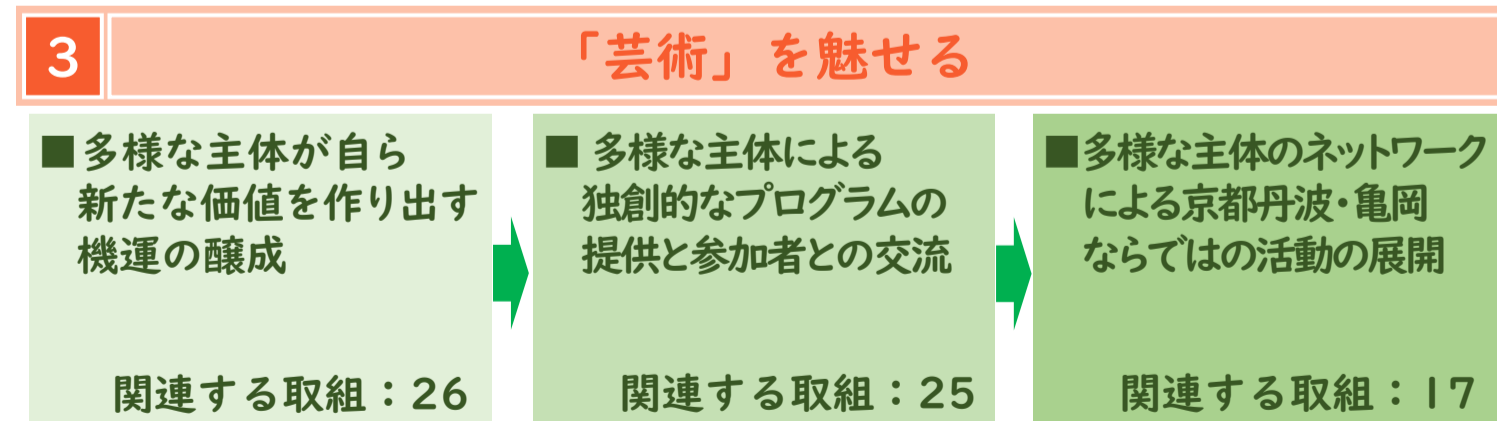 3
「芸術」を魅せる
■多様な主体が自ら
新たな価値を作り出す
機運の醸成
関連する取組：26
■ 多様な主体による
独創的なプログラムの
提供と参加者との交流
関連する取組：25
■多様な主体のネットワーク
による京都丹波・亀岡
ならではの活動の展開
関連する取組：17